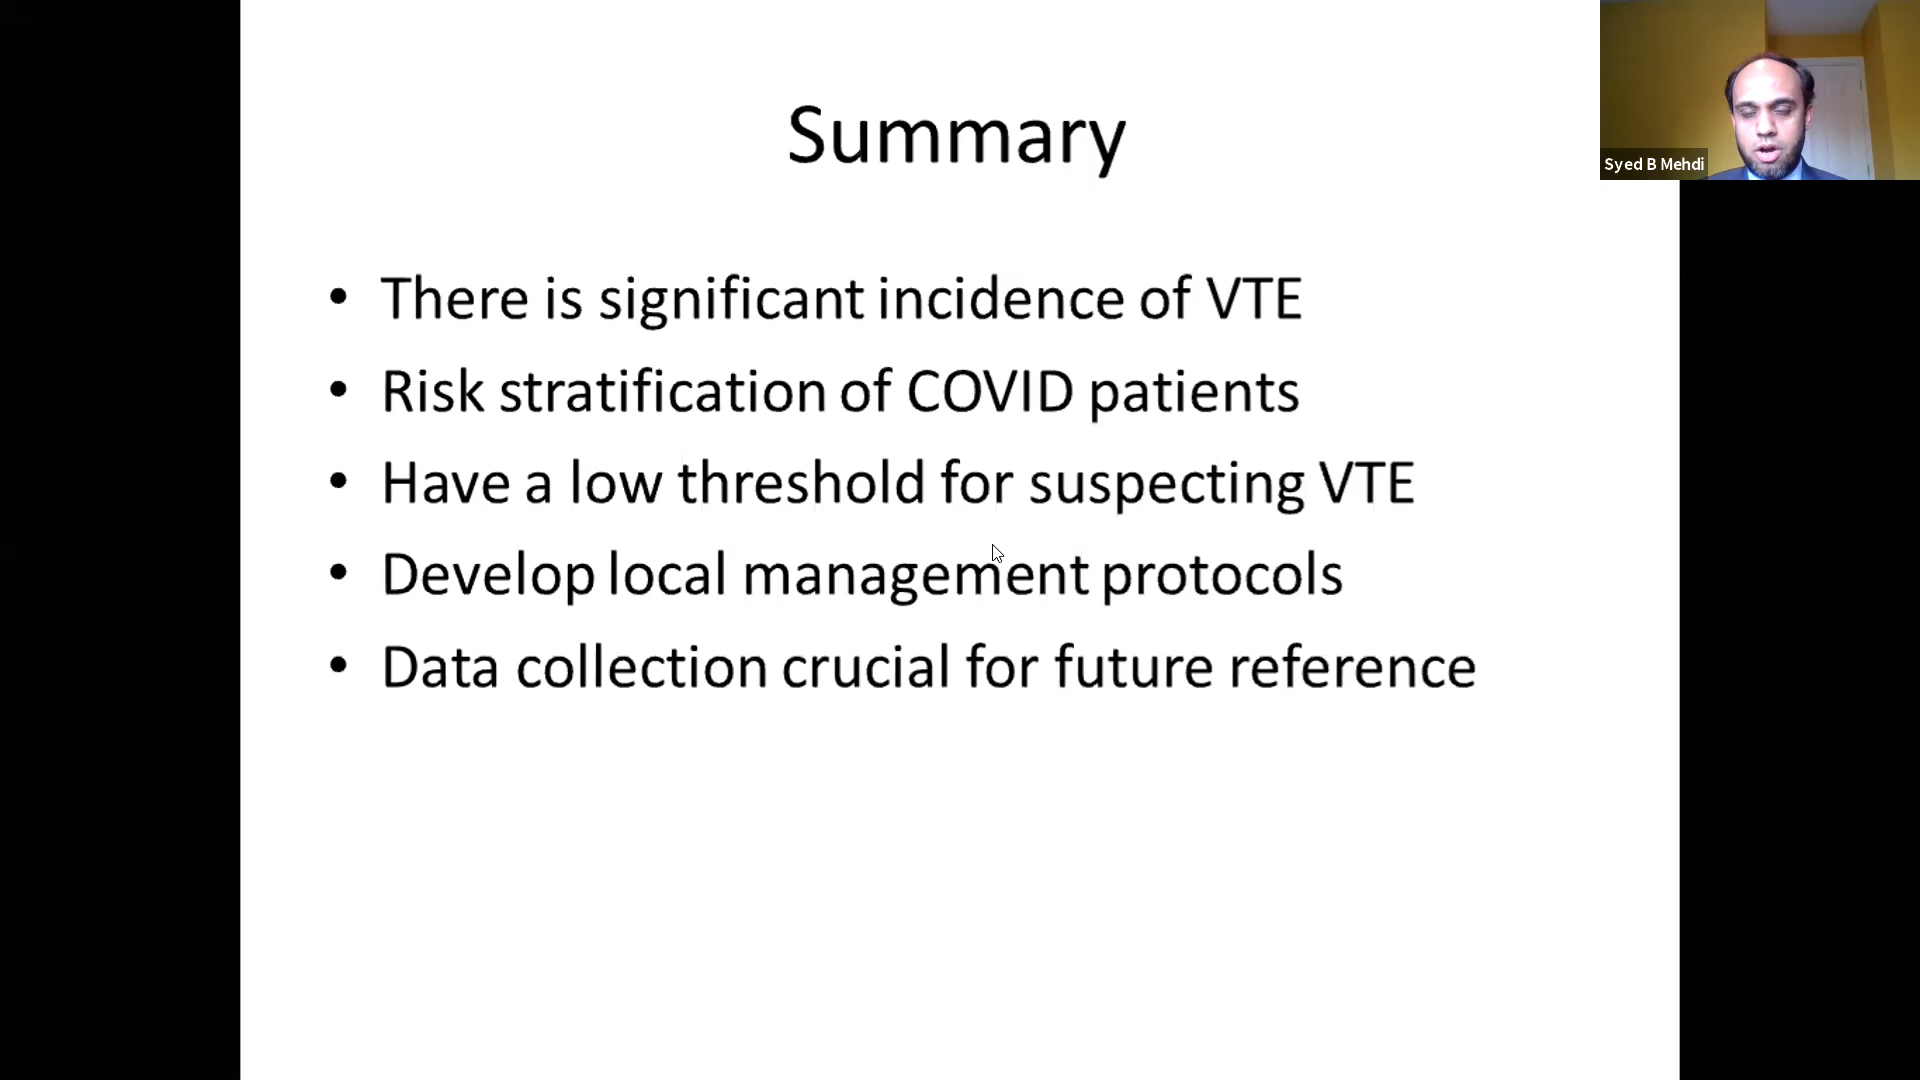 Summary
Syed B Mehdi
• There is significant incidence of VTE
• Risk stratification of COVID patients
• Have a low threshold for suspecting VTE
• Develop local management protocols
• Data collection crucial for future reference